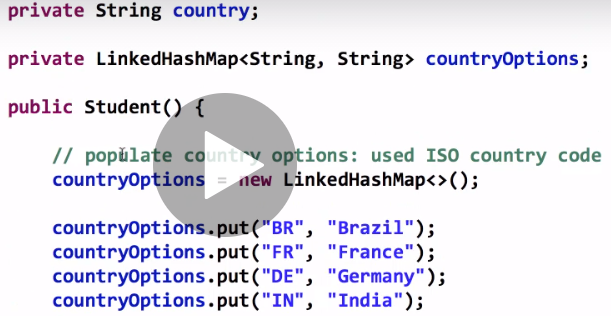 private String country;
private LinkedHashMap<String, String> countryOptions;
public Student() {
// populate country options: used ISO country code
countryOptions = new LinkedHashMap<>();
countryOptions.put("BR", "Brazil");
countryOptions.put("FR", "France");
countryOptions.put("DE", "Germany");
countryOptions.put("IN", "India");